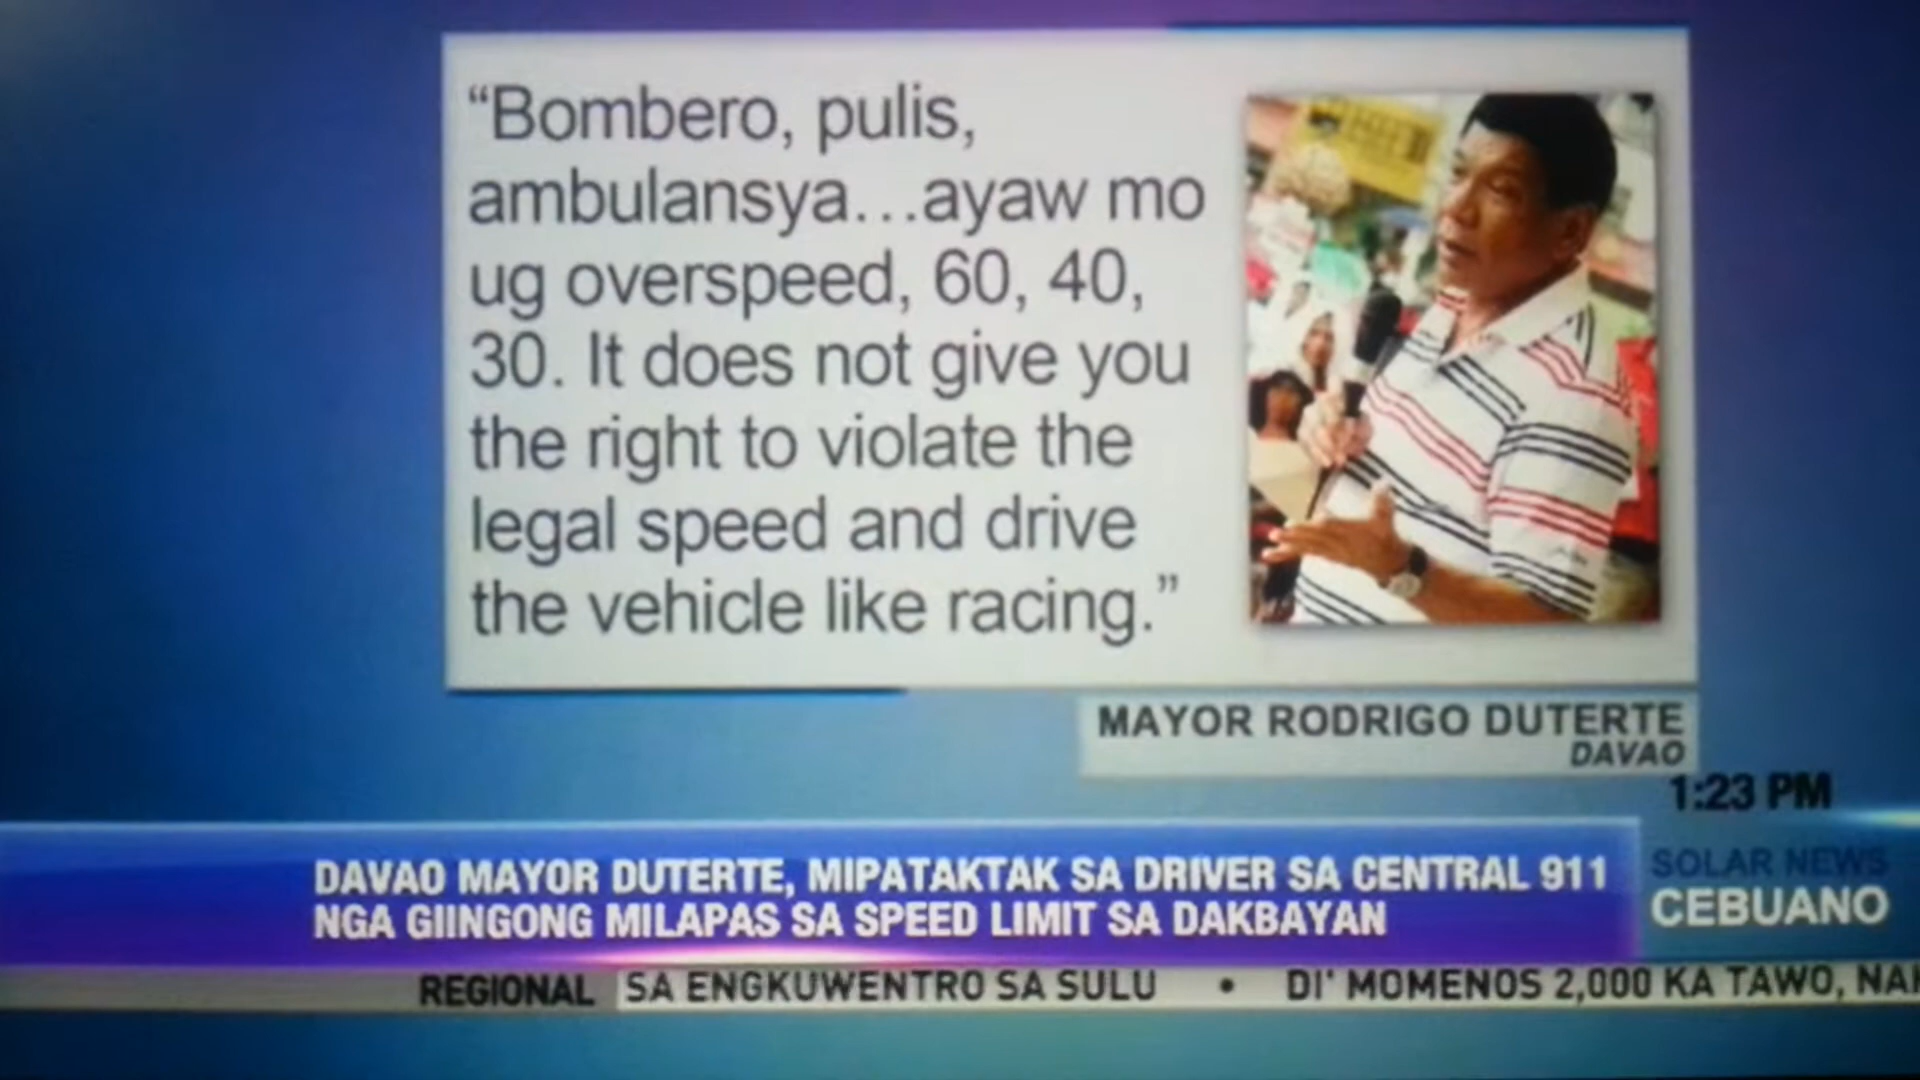 “Bombero, pulis,
ambulansya…ayaw mo
ug overspeed, 60, 40,
30. It does not give you
the right to violate the
legal speed and drive
the vehicle like racing.”
MAYOR RODRIGO DUTERTE
DAVAO
1:23 PM
DAVAO MAYOR DUTERTE, MIPATAKTAK SA DRIVER SA CENTRAL 911
NGA GIINGONG MILAPAS SA SPEED LIMIT SA DAKBAYAN
SOLAR NEWS
CEBUANO
REGIONAL SA ENGKUWENTRO SA SULU • DI' MOMENOS 2,000 KA TAWO,